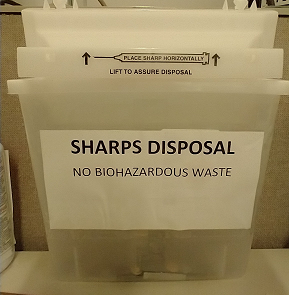 PLACE SHARP HORIZONTALLY
LIFT TO ASSURE DISPOSAL
SHARPS DISPOSAL
NO BIOHAZARDOUS WASTE